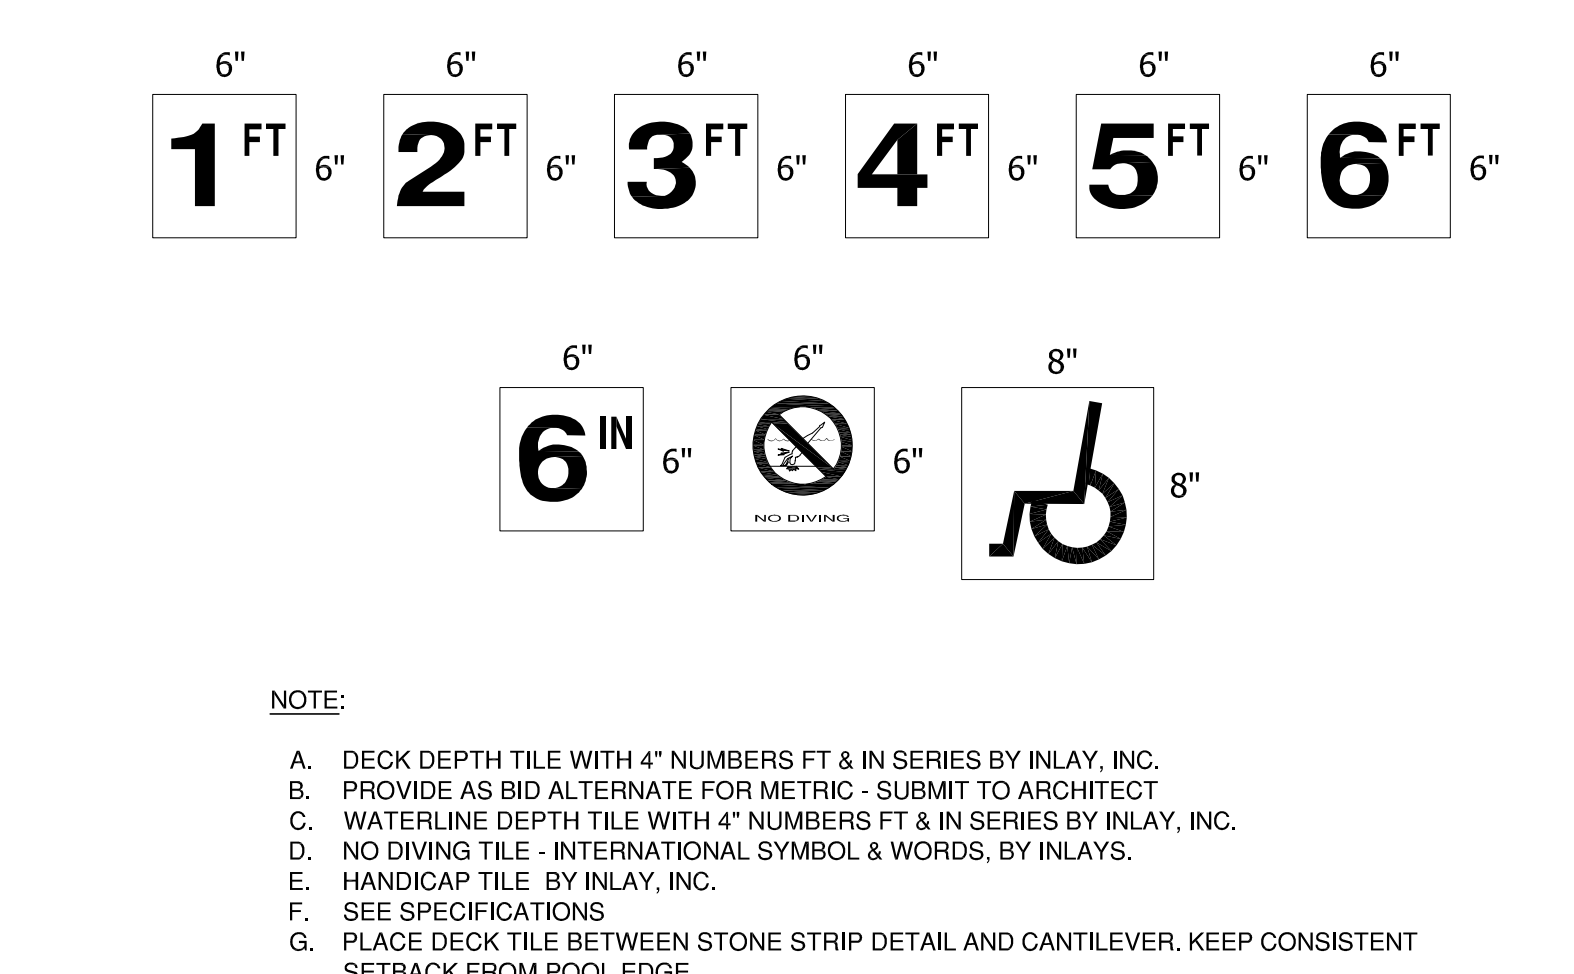 6" 6" 6" 6" 6" 6"
1 FT 6" 2 FT 6" 3 FT 6" 4 FT 6" 5 FT 6" 6 FT 6"
6" 6" 8"
6 IN 6" 6" 8"
NO DIVING
NOTE:
A. DECK DEPTH TILE WITH 4" NUMBERS FT & IN SERIES BY INLAY, INC.
B. PROVIDE AS BID ALTERNATE FOR METRIC - SUBMIT TO ARCHITECT
C. WATERLINE DEPTH TILE WITH 4" NUMBERS FT & IN SERIES BY INLAY, INC.
D. NO DIVING TILE - INTERNATIONAL SYMBOL & WORDS, BY INLAYS.
E. HANDICAP TILE BY INLAY, INC.
F. SEE SPECIFICATIONS
G. PLACE DECK TILE BETWEEN STONE STRIP DETAIL AND CANTILEVER. KEEP CONSISTENT
SETBACK FROM POOL EDGE